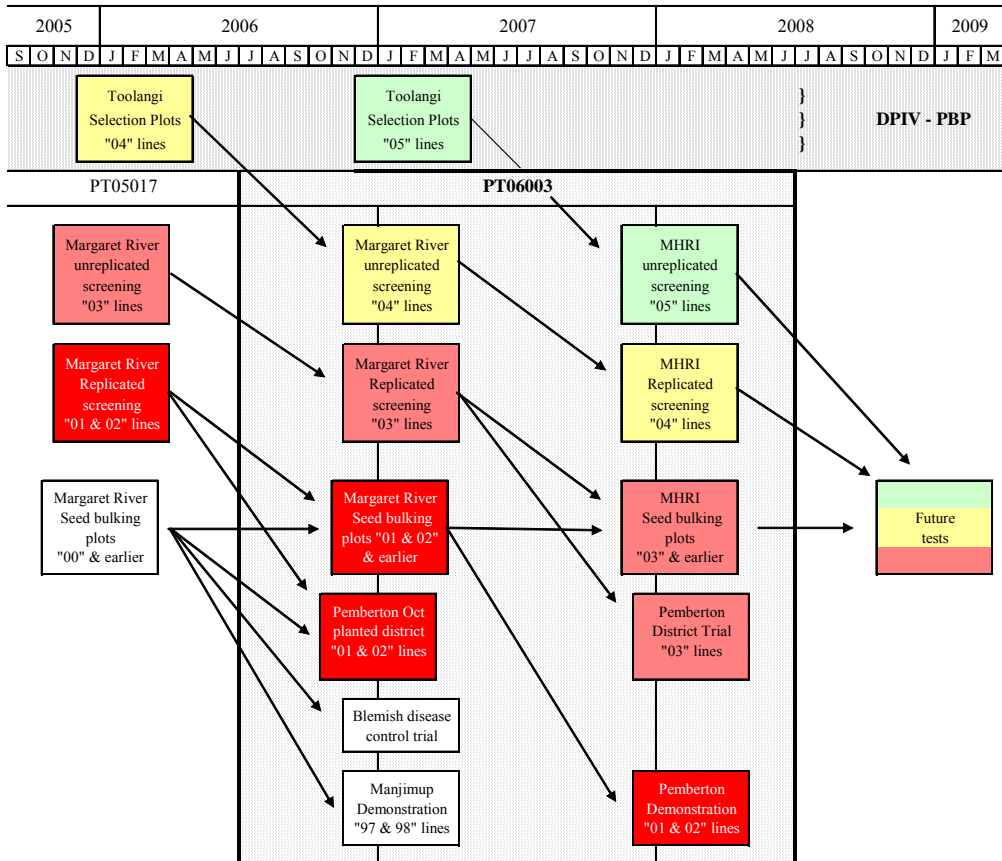 2005 2006 2007 2008 2009
S O N D J F M A M J J A S O N D J F M A M J J A S O N D J F M A M J J A S O N D J F M
Toolangi
Selection Plots
"04" lines
Toolangi
Selection Plots
"05" lines
}
}
}
DPIV - PBP
PT05017
PT06003
Margaret River
unreplicated
screening
"03" lines
Margaret River
unreplicated
screening
"04" lines
MHRI
unreplicated
screening
"05" lines
Margaret River
Replicated
screening
"01 & 02" lines
Margaret River
Replicated
screening
"03" lines
MHRI
Replicated
screening
"04" lines
Margaret River
Seed bulking
plots
"00" & earlier
Margaret River
Seed bulking
plots "01 & 02"
& earlier
MHRI
Seed bulking
plots
"03" & earlier
Future
tests
Pemberton Oct
planted district
"01 & 02" lines
Pemberton
District Trial
"03" lines
Blemish disease
control trial
Manjimup
Demonstration
"97 & 98" lines
Pemberton
Demonstration
"01 & 02" lines